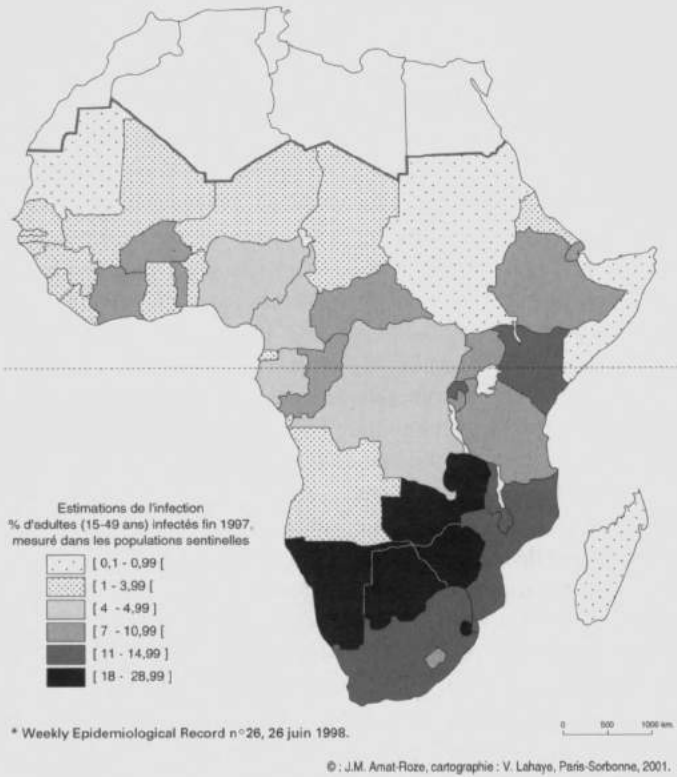 Estimations de l'infection
% d'adultes (15-49 ans) infectés fin 1997,
mesuré dans les populations sentinelles
[ 0,1 - 0,99 [
[ 1 - 3,99 [
[ 4 - 4,99 [
[ 7 - 10,99 [
[ 11 - 14,99 [
[ 18 - 28,99 ]
* Weekly Epidemiological Record n°26, 26 juin 1998.
0 500 1000 km.
© : J.M. Amat-Roze, cartographie : V. Lahaye, Paris-Sorbonne, 2001.